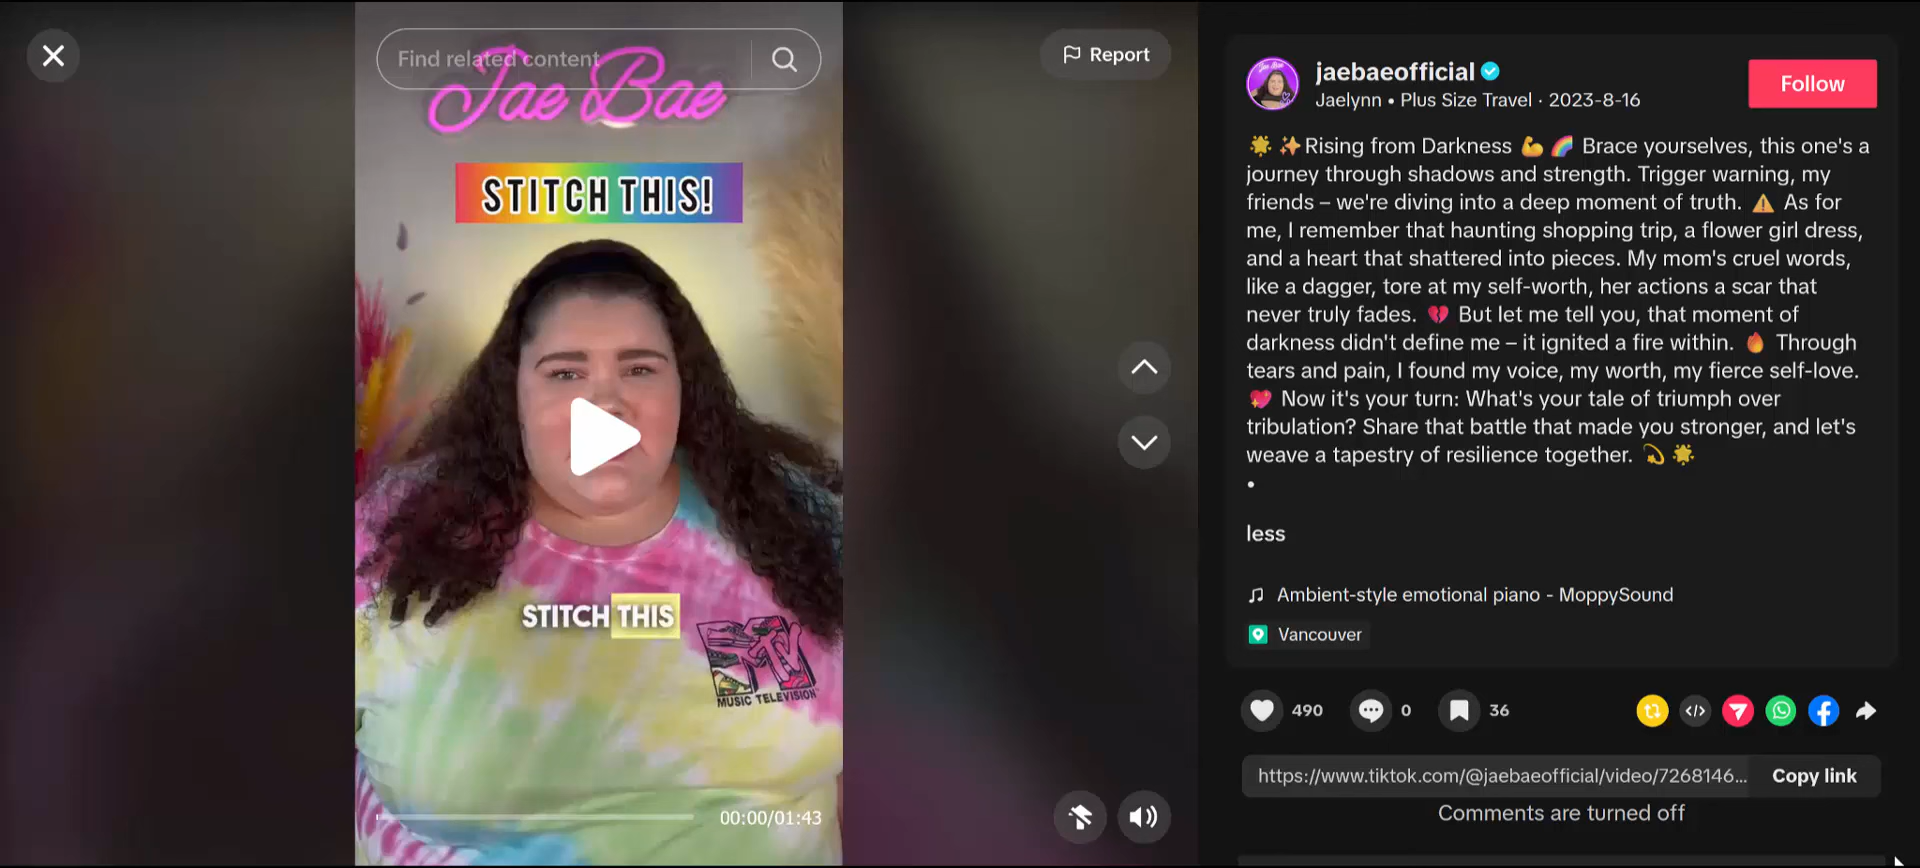 Find related content
Jae Bae
STITCH THIS!
STITCH THIS
MTV
MUSIC TELEVISION
00:00/01:43
Report
jaebaeofficial
Jaelynn • Plus Size Travel · 2023-8-16
Follow
🌟 ✨Rising from Darkness 💪 🌈 Brace yourselves, this one's a
journey through shadows and strength. Trigger warning, my
friends – we're diving into a deep moment of truth. ⚠️ As for
me, I remember that haunting shopping trip, a flower girl dress,
and a heart that shattered into pieces. My mom's cruel words,
like a dagger, tore at my self-worth, her actions a scar that
never truly fades. 💔 But let me tell you, that moment of
darkness didn't define me – it ignited a fire within. 🔥 Through
tears and pain, I found my voice, my worth, my fierce self-love.
💖 Now it's your turn: What's your tale of triumph over
tribulation? Share that battle that made you stronger, and let's
weave a tapestry of resilience together. 💫 🌟
•
less
Ambient-style emotional piano - MoppySound
Vancouver
490
0
36
https://www.tiktok.com/@jaebaeofficial/video/7268146...
Copy link
Comments are turned off